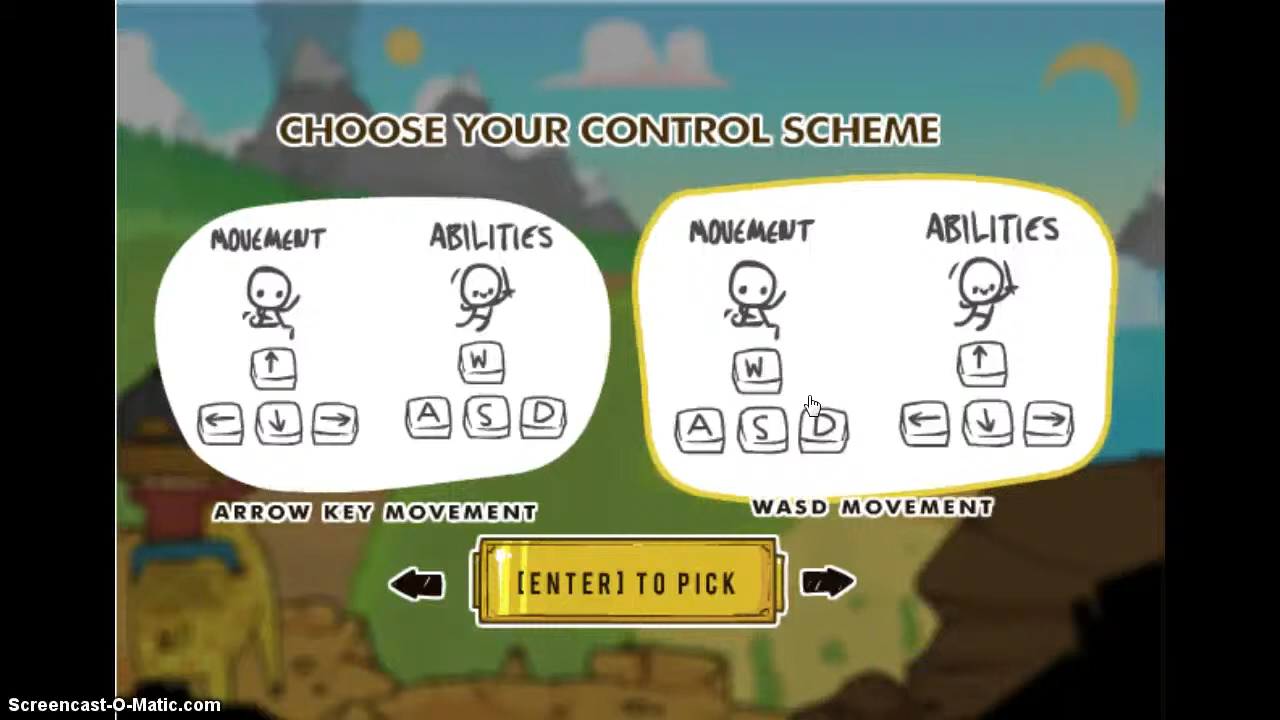 CHOOSE YOUR CONTROL SCHEME
MOVEMENT ABILITIES
↑ W
← ↓ → A S D
ARROW KEY MOVEMENT
MOVEMENT ABILITIES
W ↑
A S D ← ↓ →
WASD MOVEMENT
[ENTER] TO PICK
Screencast-O-Matic.com